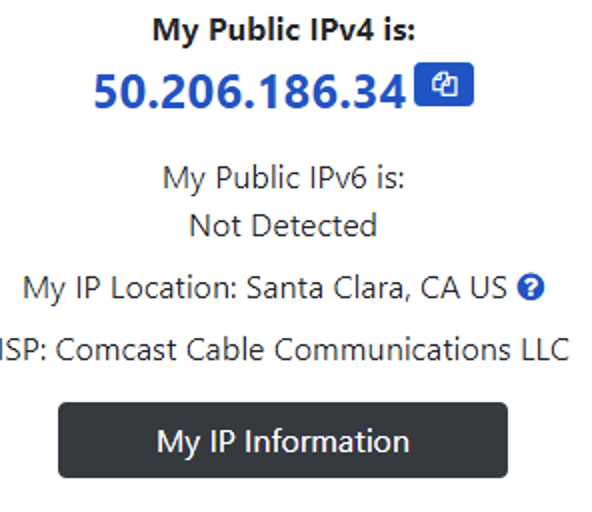 My Public IPv4 is:
50.206.186.34
My Public IPv6 is:
Not Detected
My IP Location: Santa Clara, CA US
ISP: Comcast Cable Communications LLC
My IP Information